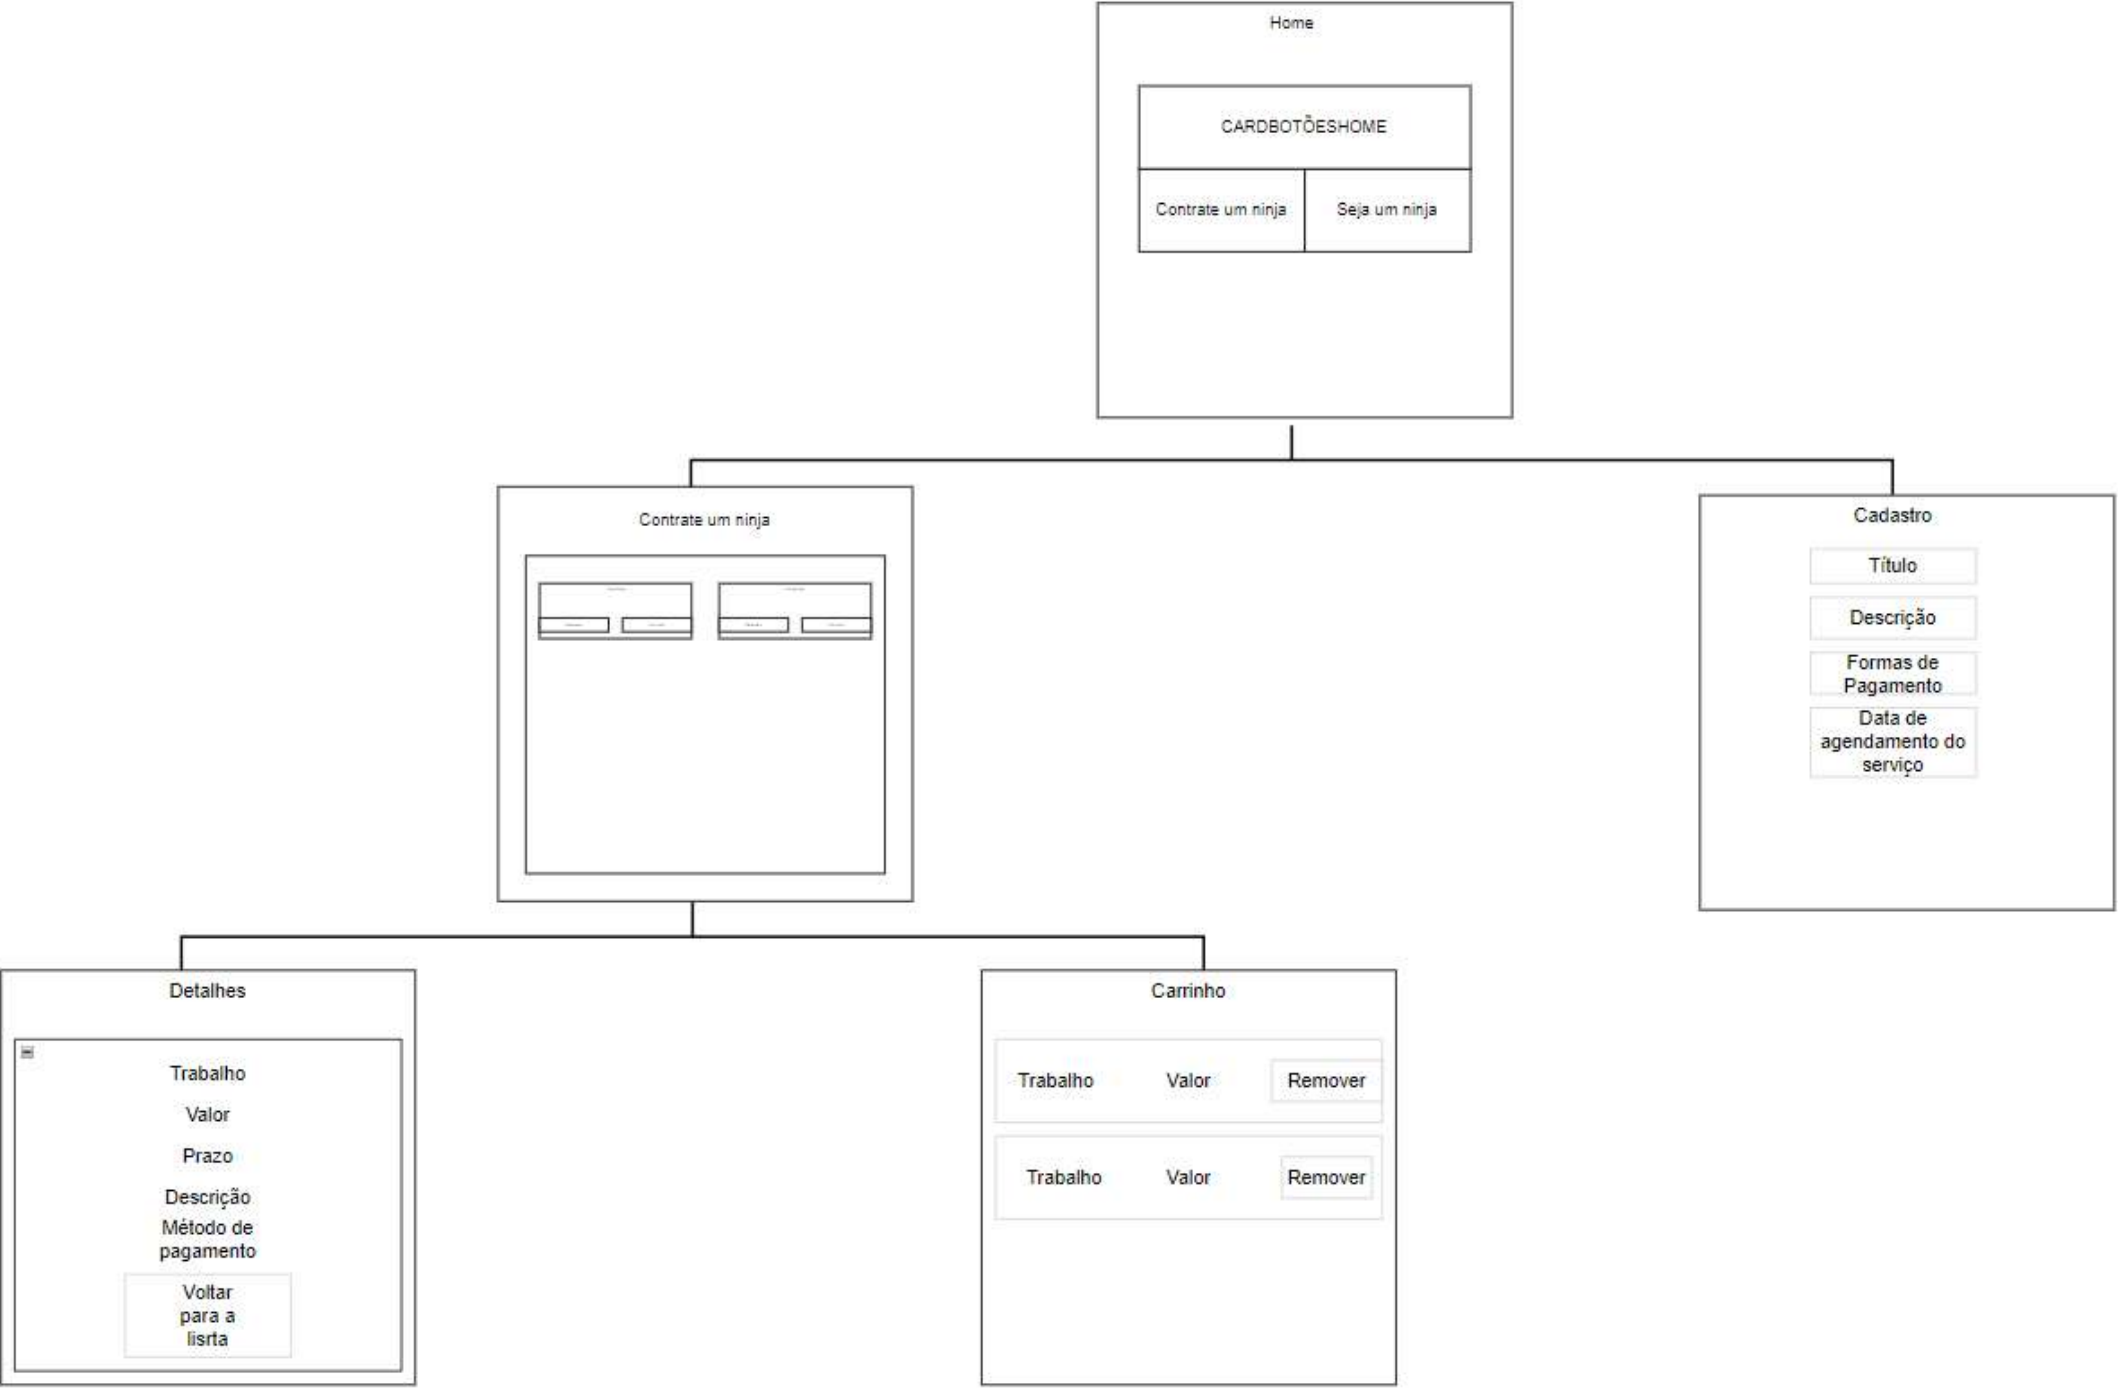 Home
CARDBOTÕESHOME
Contrate um ninja
Seja um ninja
Contrate um ninja
Cadastro
Título
Descrição
Formas de
Pagamento
Data de
agendamento do
serviço
Detalhes
Trabalho
Valor
Prazo
Descrição
Método de
pagamento
Voltar
para a
lisrta
Carrinho
Trabalho
Valor
Remover
Trabalho
Valor
Remover